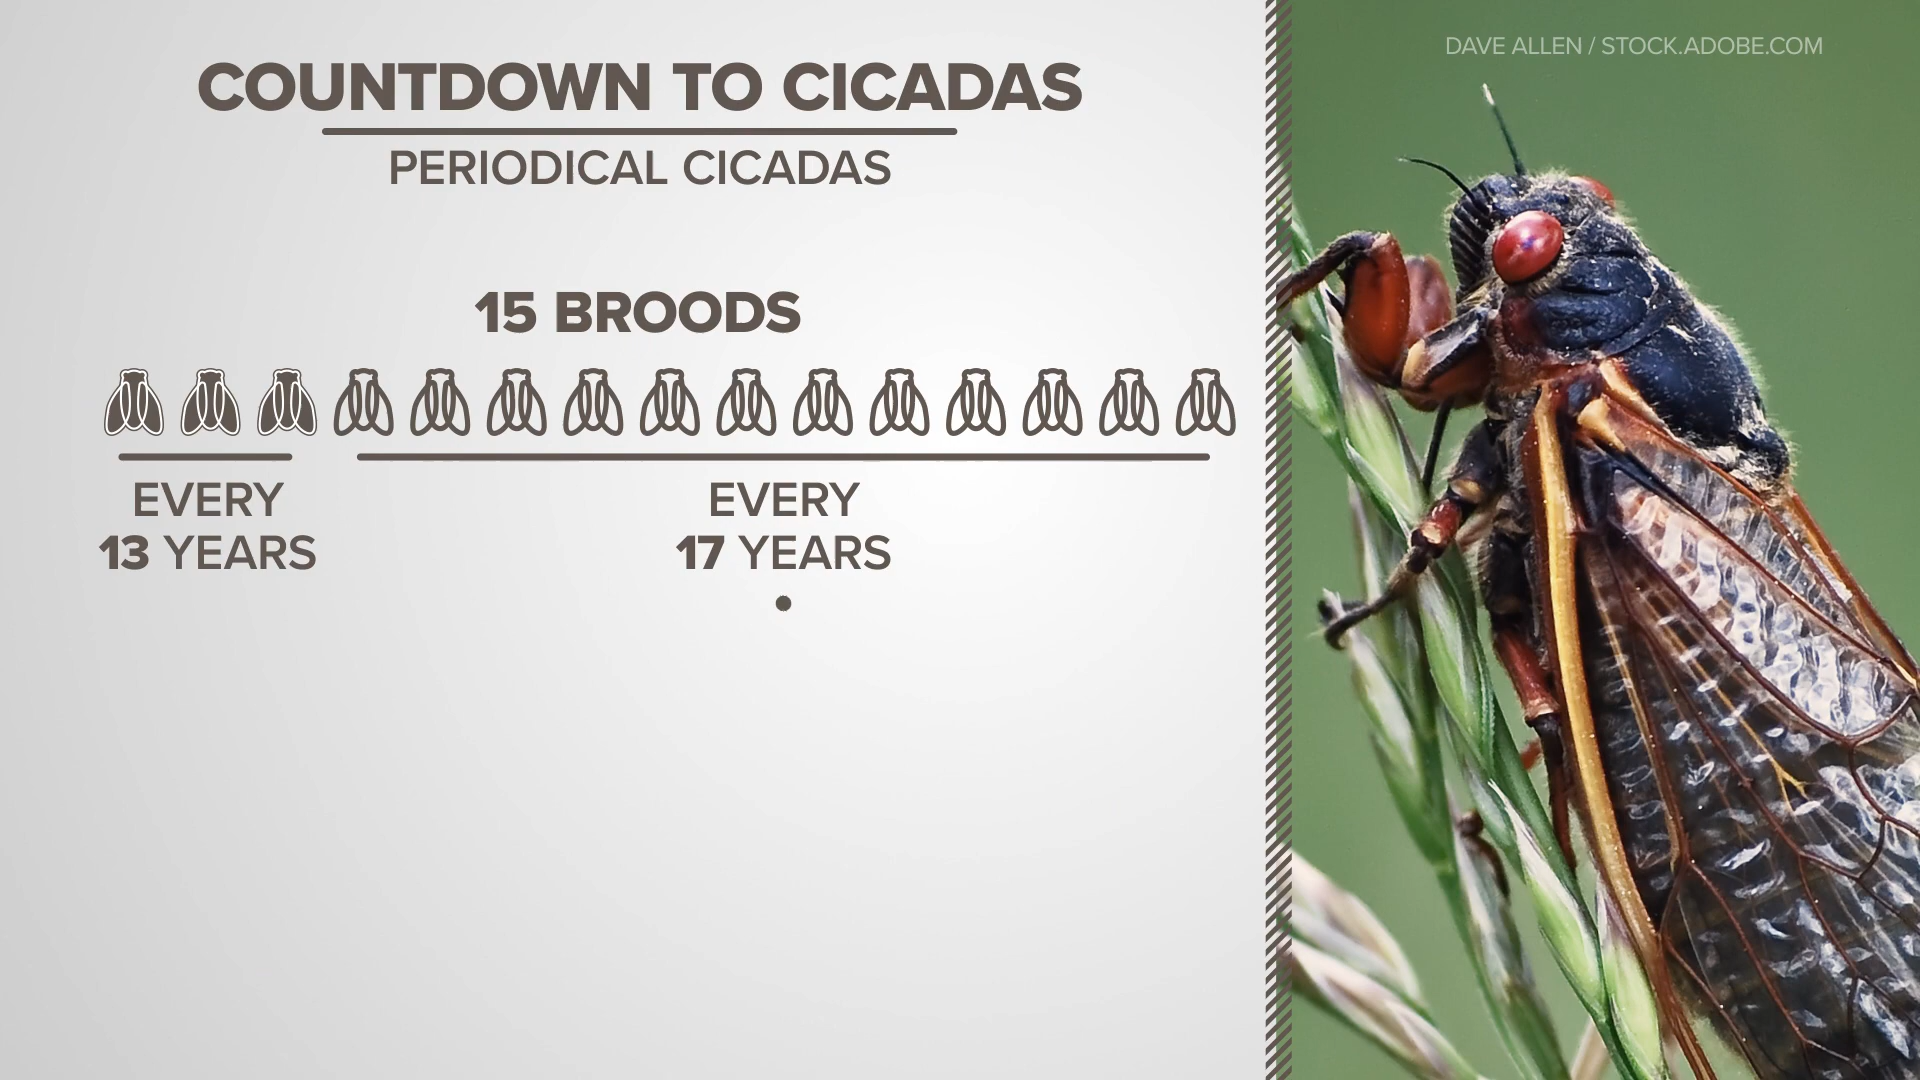 COUNTDOWN TO CICADAS
PERIODICAL CICADAS
15 BROODS
EVERY
13 YEARS
EVERY
17 YEARS
DAVE ALLEN / STOCK.ADOBE.COM